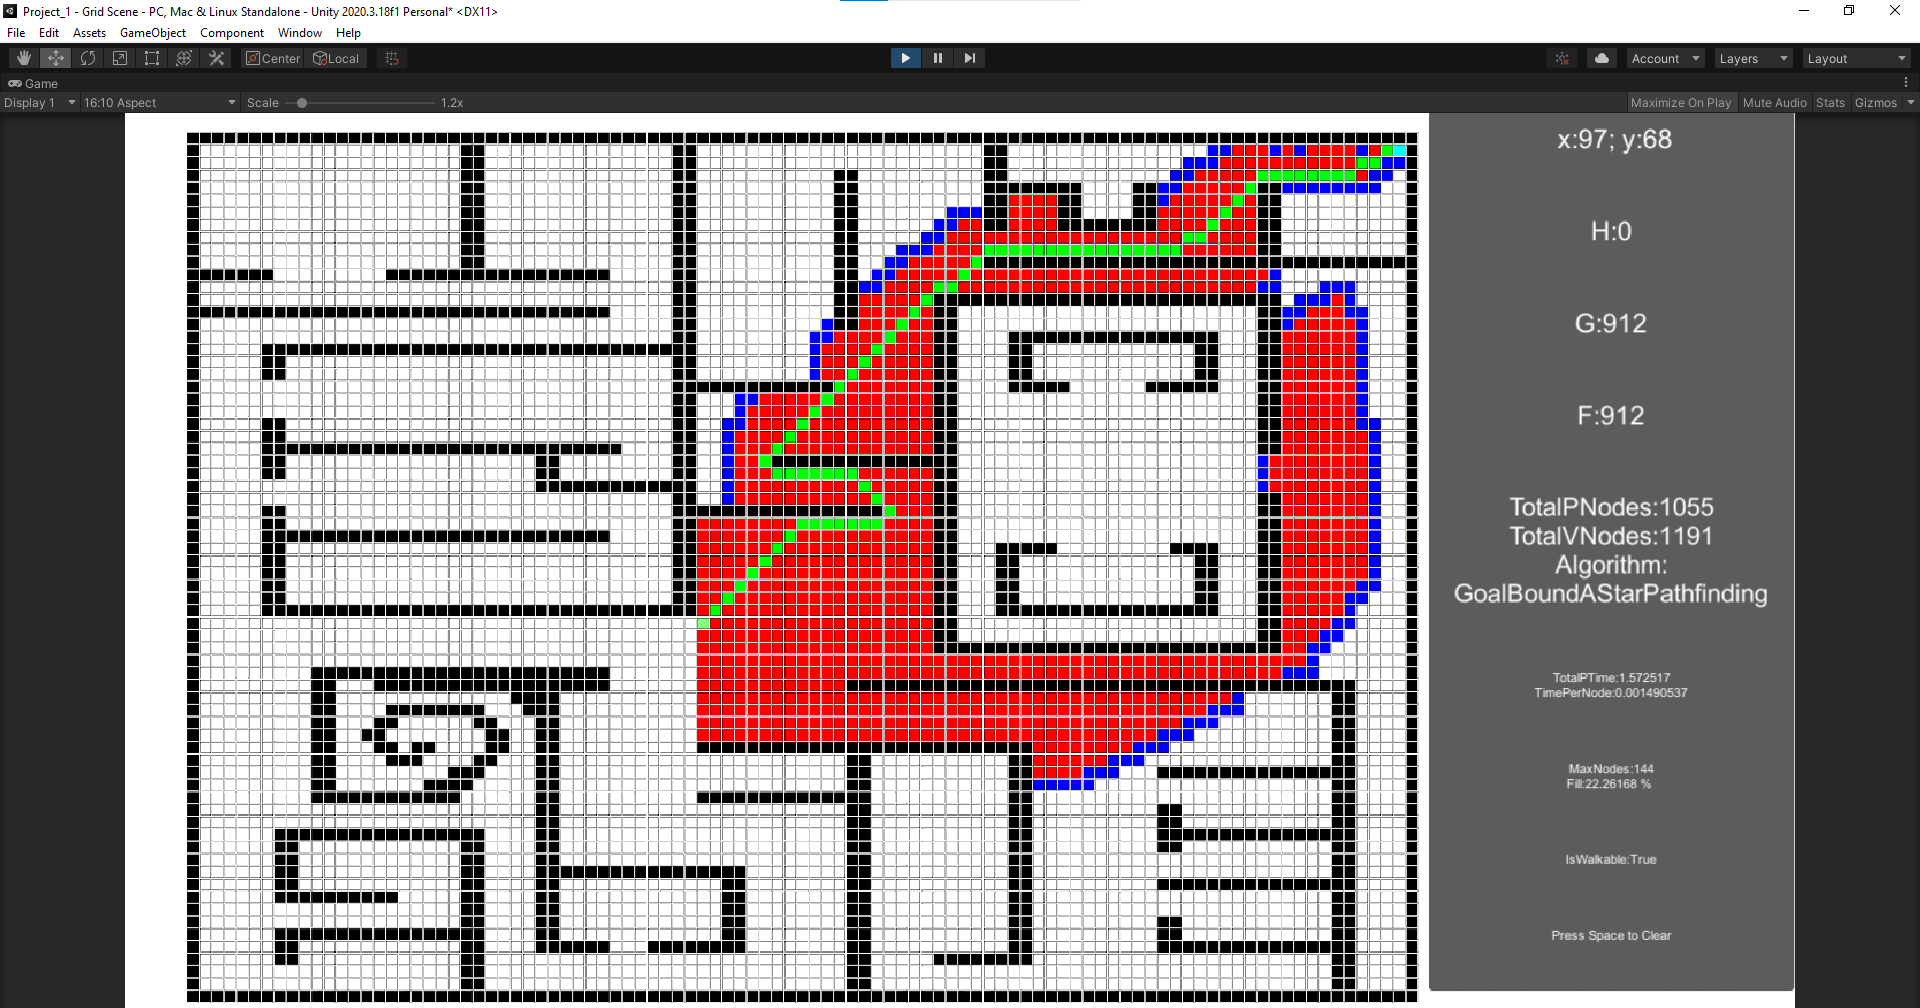 Project_1 - Grid Scene - PC, Mac & Linux Standalone - Unity 2020.3.18f1 Personal* <DX11>
File Edit Assets GameObject Component Window Help
Center Local Account Layers Layout
Game
Display 1 16:10 Aspect Scale 1.2x Maximize On Play Mute Audio Stats Gizmos
x:97; y:68
H:0
G:912
F:912
TotalPNodes:1055
TotalVNodes:1191
Algorithm:
GoalBoundAStarPathfinding
TotalPTime:1.572517
TimePerNode:0.001490537
MaxNodes:144
Fill:22.26168 %
IsWalkable:True
Press Space to Clear